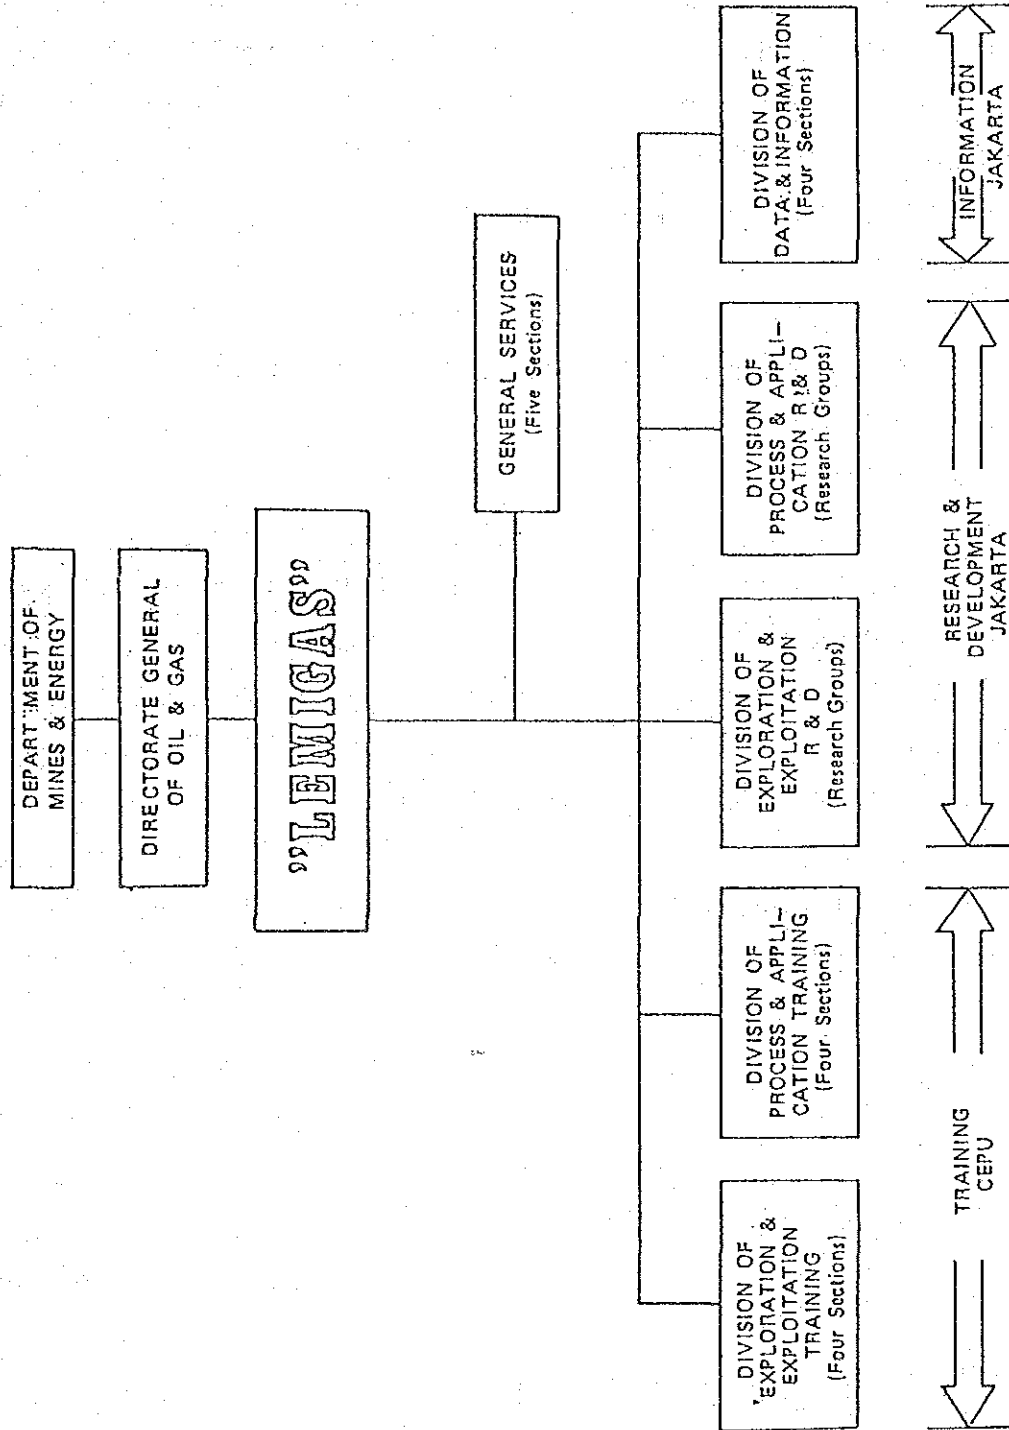 DEPARTMENT OF
MINES & ENERGY
DIRECTORATE GENERAL
OF OIL & GAS
"LEMIGAS"
GENERAL SERVICES
(Five Sections)
DIVISION OF
EXPLORATION &
EXPLOITATION
TRAINING
(Four Sections)
DIVISION OF
PROCESS & APPLI–
CATION TRAINING
(Four Sections)
DIVISION OF
EXPLORATION &
EXPLOITATION
R & D
(Research Groups)
DIVISION OF
PROCESS & APPLI–
CATION R & D
(Research Groups)
DIVISION OF
DATA & INFORMATION
(Four Sections)
TRAINING
CEPU
RESEARCH &
DEVELOPMENT
JAKARTA
INFORMATION
JAKARTA